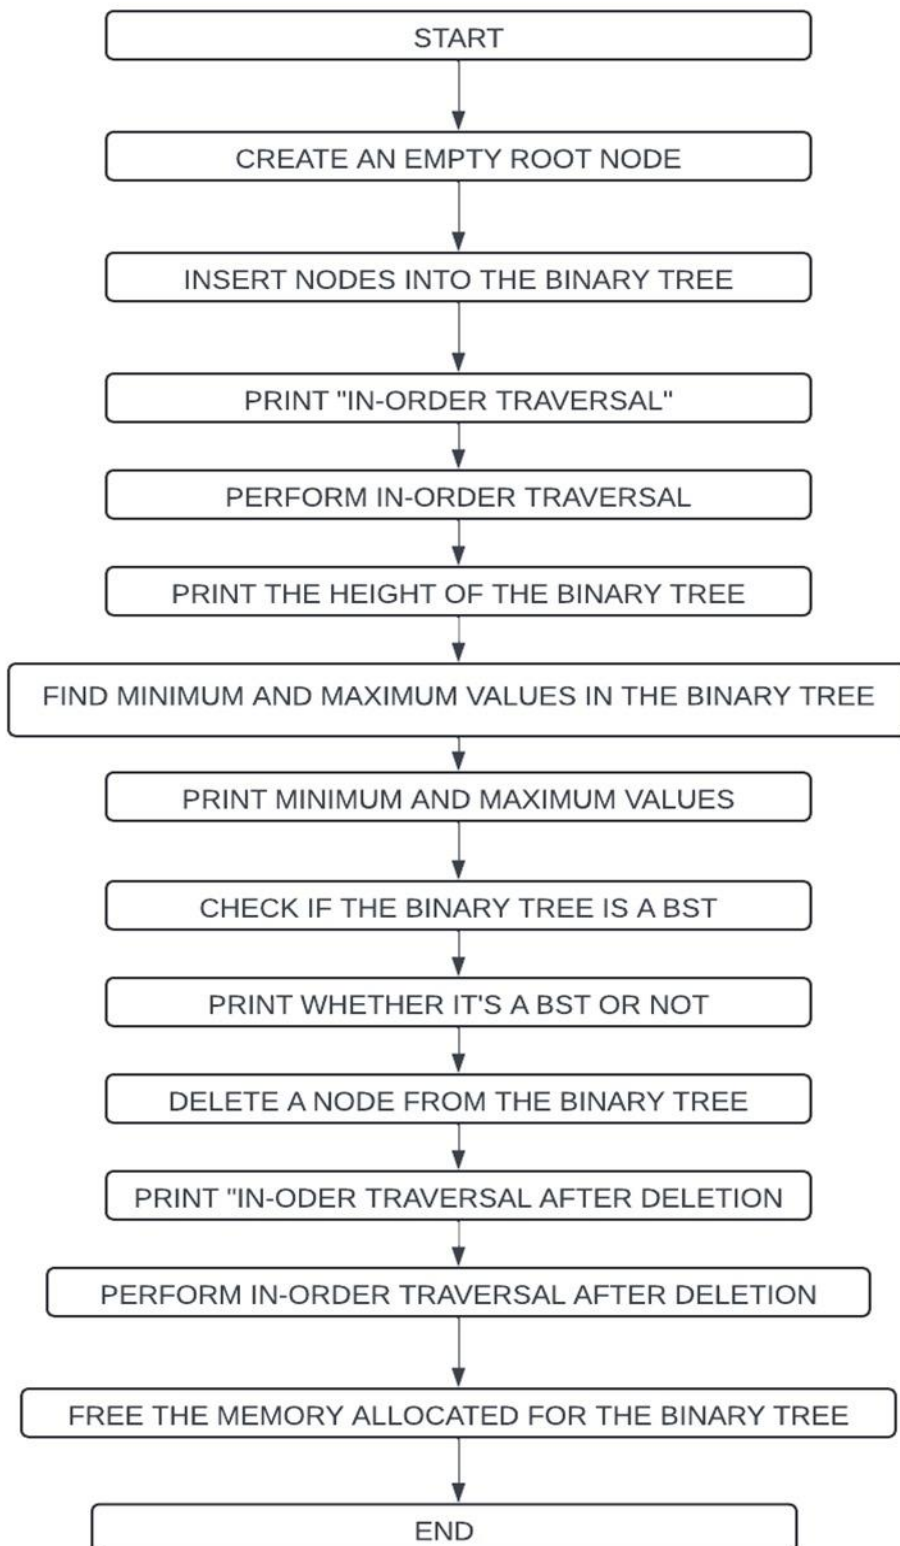 START
CREATE AN EMPTY ROOT NODE
INSERT NODES INTO THE BINARY TREE
PRINT "IN-ORDER TRAVERSAL"
PERFORM IN-ORDER TRAVERSAL
PRINT THE HEIGHT OF THE BINARY TREE
FIND MINIMUM AND MAXIMUM VALUES IN THE BINARY TREE
PRINT MINIMUM AND MAXIMUM VALUES
CHECK IF THE BINARY TREE IS A BST
PRINT WHETHER IT'S A BST OR NOT
DELETE A NODE FROM THE BINARY TREE
PRINT "IN-ODER TRAVERSAL AFTER DELETION
PERFORM IN-ORDER TRAVERSAL AFTER DELETION
FREE THE MEMORY ALLOCATED FOR THE BINARY TREE
END